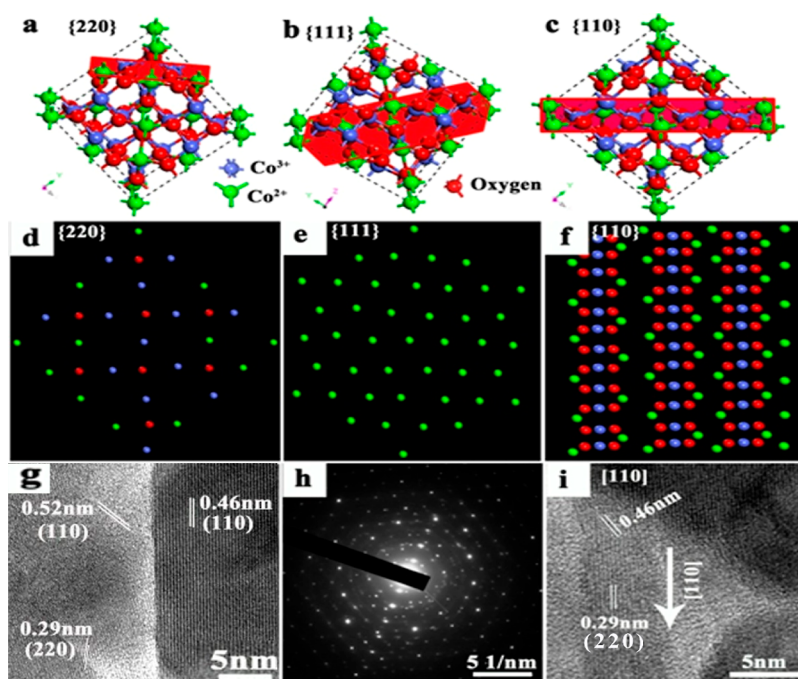 a {220}
b {111}
c {110}
Co3+
Co2+
Oxygen
d {220}
e {111}
f {110}
g
0.52nm
(110)
0.46nm
(110)
0.29nm
(220)
5nm
h
5 1/nm
i [110]
0.46nm
[110]
0.29nm
(220)
5nm